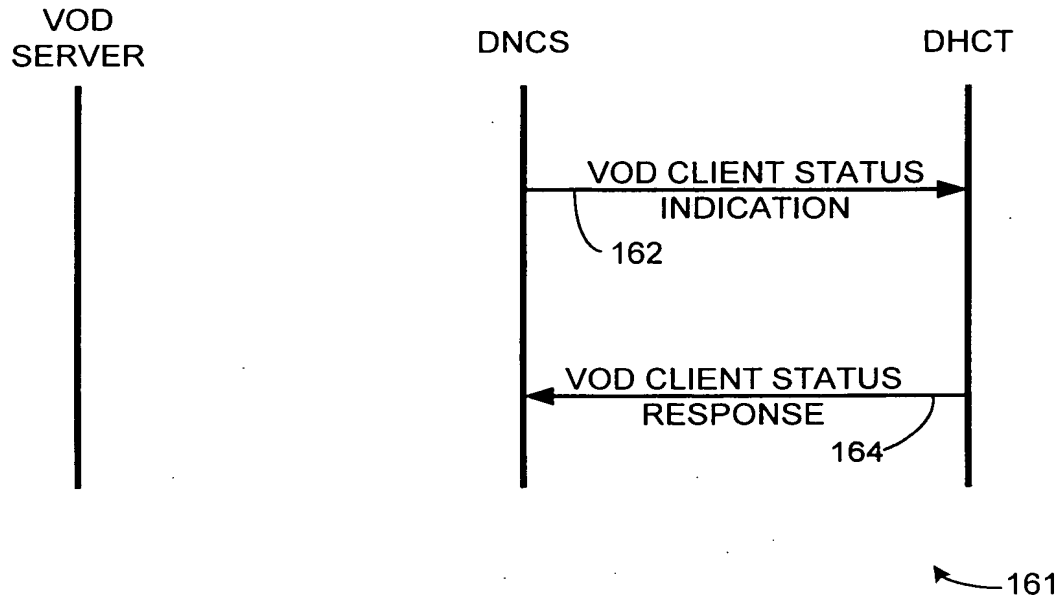 VOD
SERVER
DNCS
DHCT
VOD CLIENT STATUS
INDICATION
162
VOD CLIENT STATUS
RESPONSE
164
161